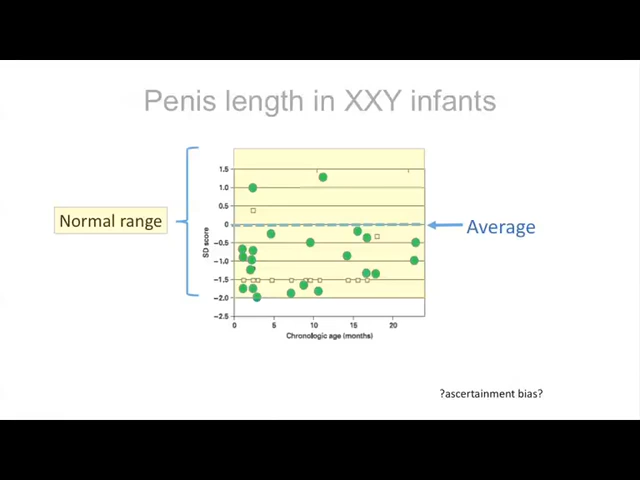 Penis length in XXY infants
Normal range
SD score
1.5
1.0
0.5
0
−0.5
−1.0
−1.5
−2.0
−2.5
0 5 10 15 20
Chronologic age (months)
Average
?ascertainment bias?